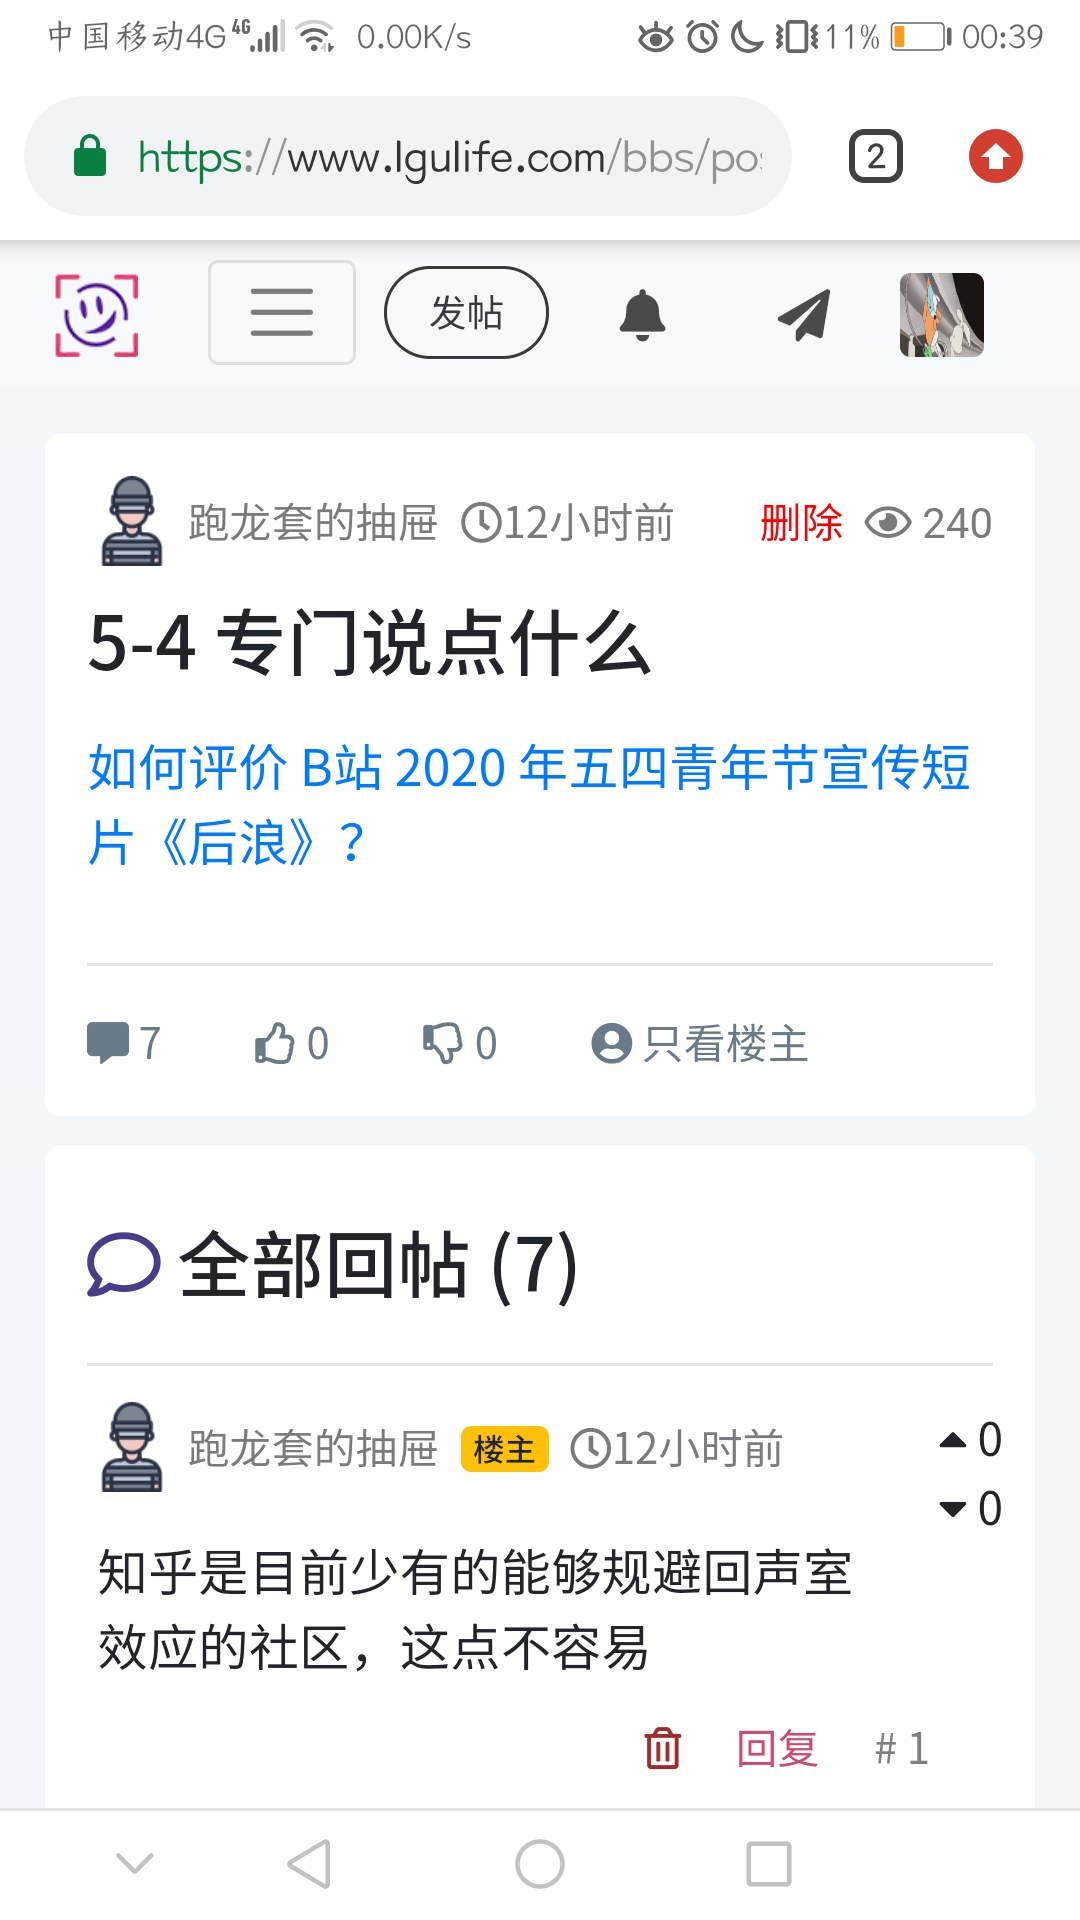 中国移动4G 4G 0.00K/s 11% 00:39
https://www.lgulife.com/bbs/pos 2
发帖
跑龙套的抽屉 12小时前 删除 240
5-4 专门说点什么
如何评价 B站 2020 年五四青年节宣传短
片《后浪》？
7 0 0 只看楼主
全部回帖 (7)
跑龙套的抽屉 楼主 12小时前 0
0
知乎是目前少有的能够规避回声室
效应的社区，这点不容易
回复 # 1